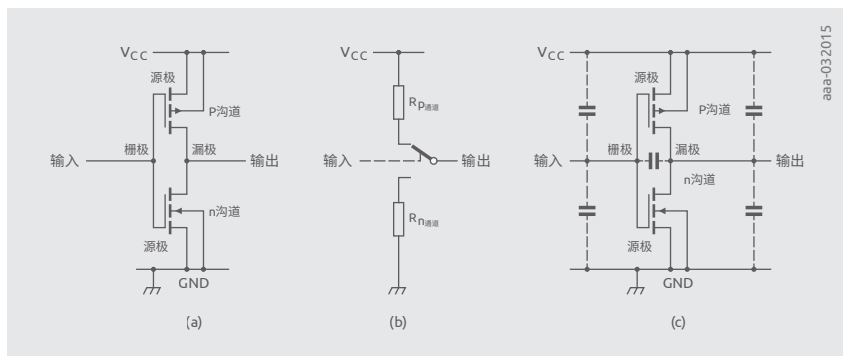 VCC
源极
P沟道
栅极
漏极
输入
输出
n沟道
源极
GND
(a)
VCC
Rp通道
输入
输出
Rn通道
(b)
VCC
源极
P沟道
栅极
漏极
输入
输出
n沟道
源极
GND
(c)
aaa-032015